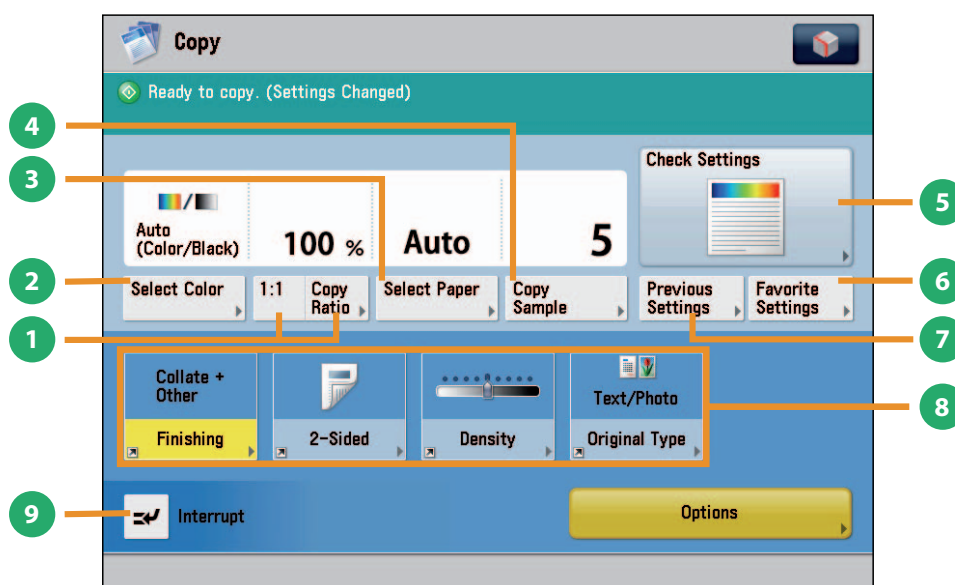 Copy
Ready to copy. (Settings Changed)
4
3
Check Settings
5
Auto
(Color/Black)
100 %
Auto
5
2
Select Color
1:1
Copy
Ratio
Select Paper
Copy
Sample
Previous
Settings
Favorite
Settings
6
1
7
Collate +
Other
Text/Photo
8
Finishing
2-Sided
Density
Original Type
9
Interrupt
Options